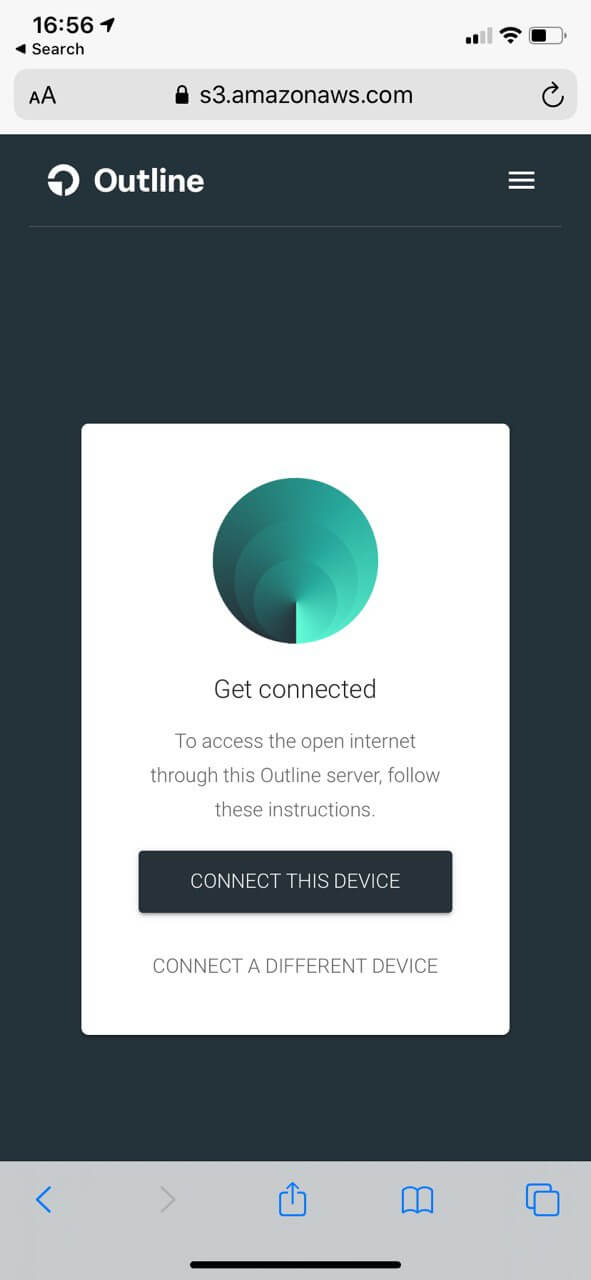 16:56
Search
AA s3.amazonaws.com
Outline
Get connected
To access the open internet
through this Outline server, follow
these instructions.
CONNECT THIS DEVICE
CONNECT A DIFFERENT DEVICE